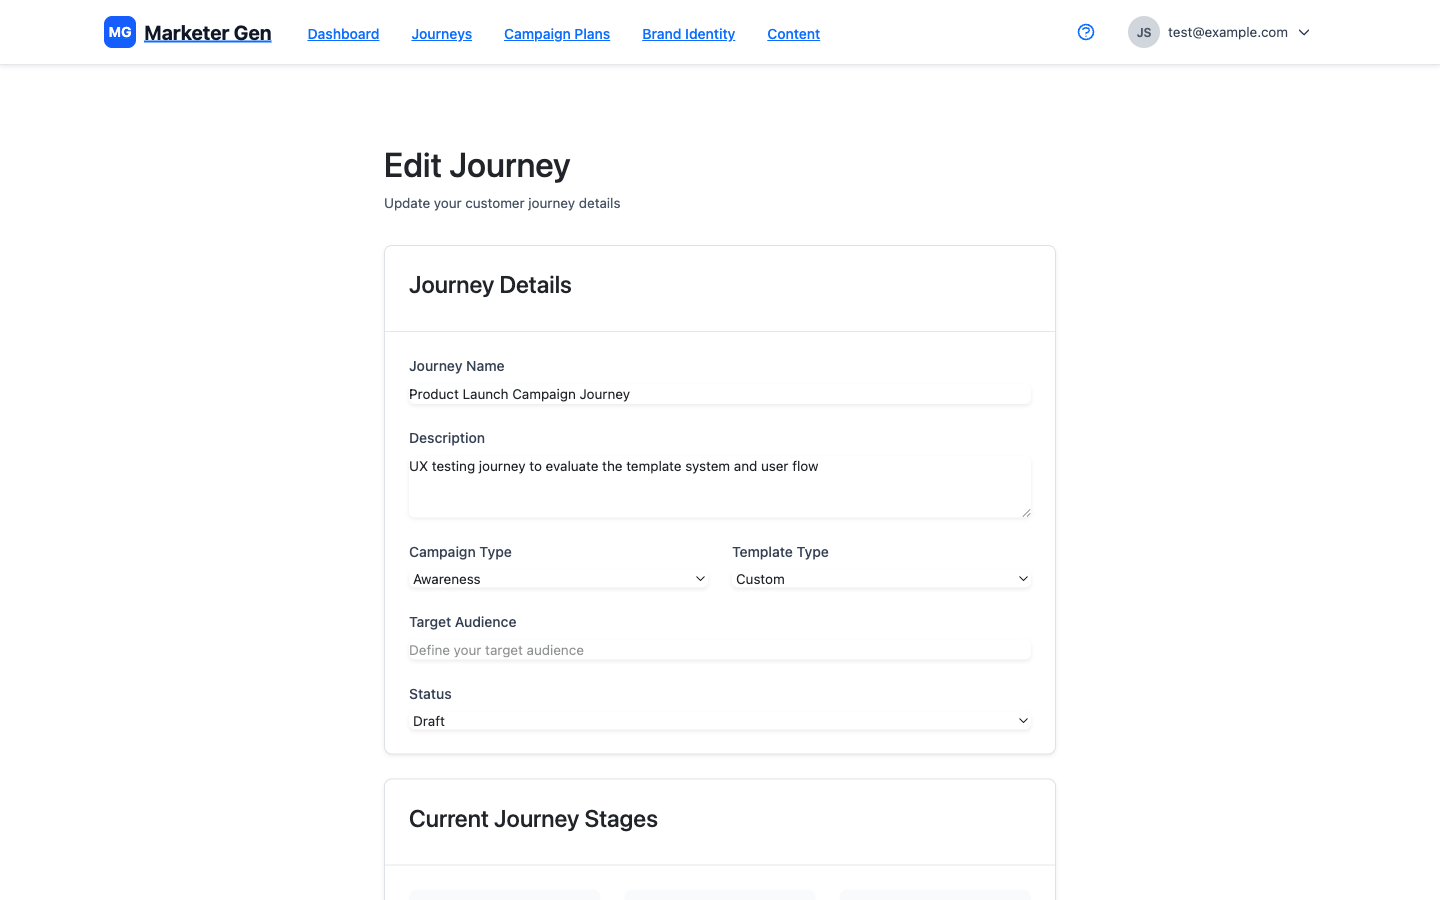 MG Marketer Gen Dashboard Journeys Campaign Plans Brand Identity Content JS test@example.com
Edit Journey
Update your customer journey details
Journey Details
Journey Name
Product Launch Campaign Journey
Description
UX testing journey to evaluate the template system and user flow
Campaign Type Template Type
Awareness Custom
Target Audience
Define your target audience
Status
Draft
Current Journey Stages